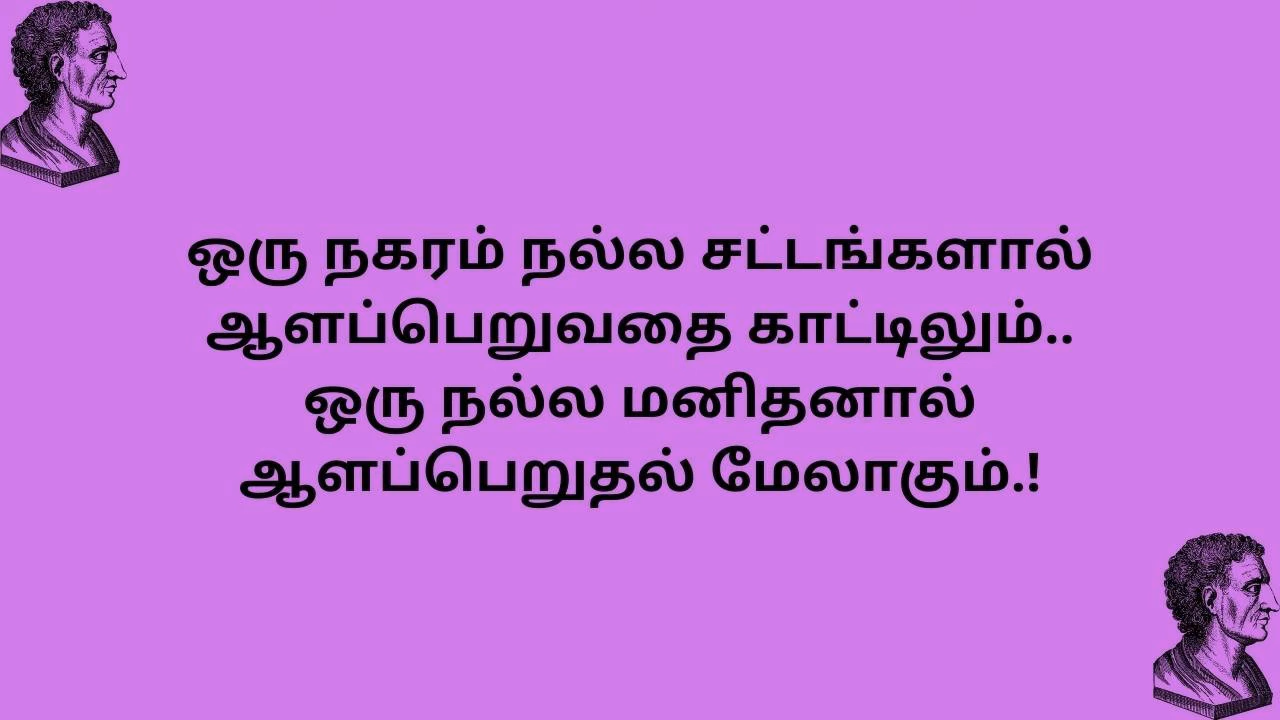 ஒரு நகரம் நல்ல சட்டங்களால்
ஆளப்பெறுவதை காட்டிலும்..
ஒரு நல்ல மனிதனால்
ஆளப்பெறுதல் மேலாகும்.!